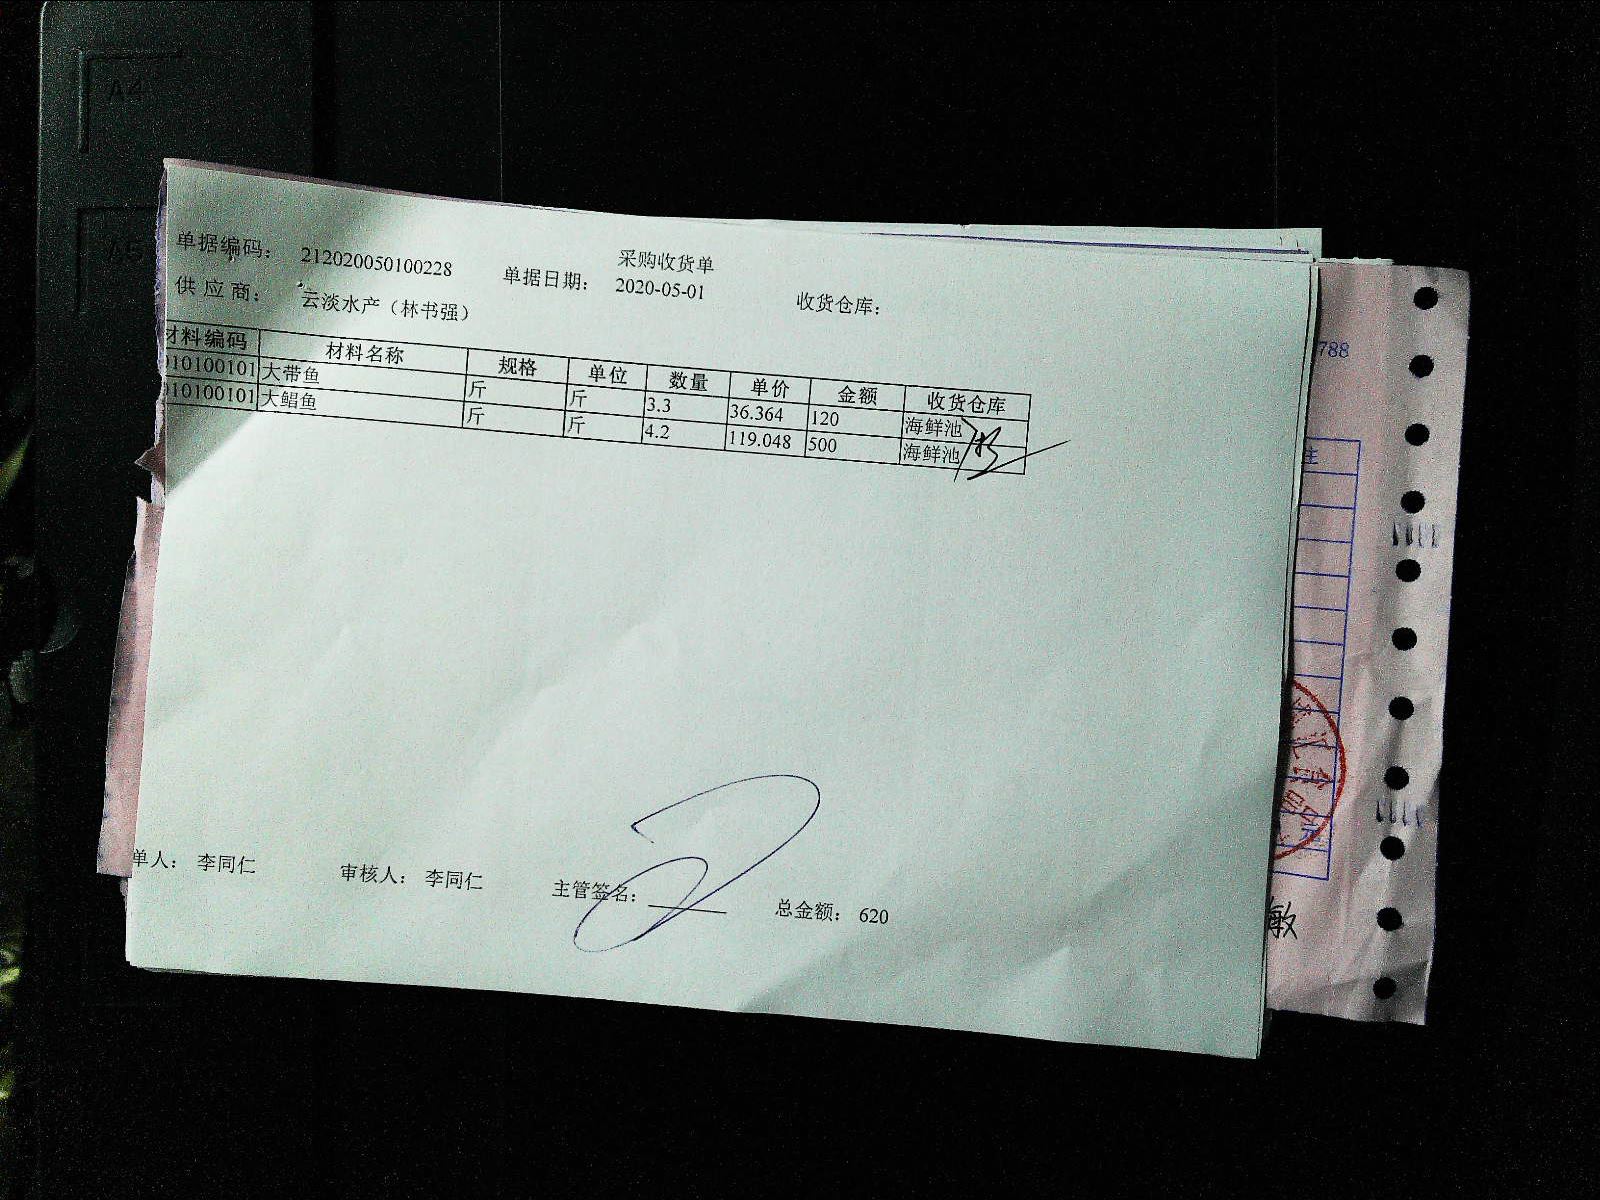 A4
A5
采购收货单
单据编码： 212020050100228 单据日期： 2020-05-01 收货仓库：
供应商： 云淡水产（林书强）
材料编码 材料名称 规格 单位 数量 单价 金额 收货仓库
010100101 大带鱼 斤 斤 3.3 36.364 120 海鲜池
010100101 大鲳鱼 斤 斤 4.2 119.048 500 海鲜池
单人： 李同仁 审核人： 李同仁 主管签名： 总金额： 620
788
注
敏